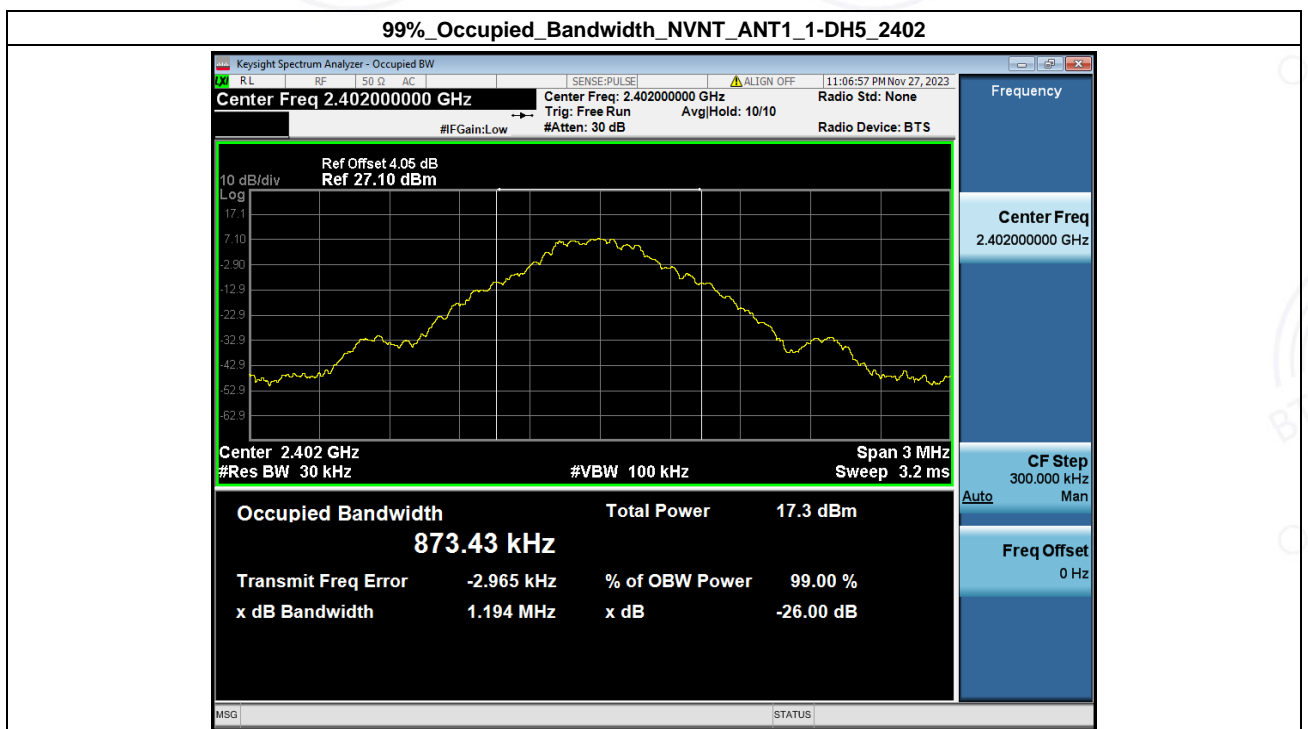 99%_Occupied_Bandwidth_NVNT_ANT1_1-DH5_2402
Keysight Spectrum Analyzer - Occupied BW
LXI RL RF 50 Ω AC SENSE:PULSE ALIGN OFF 11:06:57 PM Nov 27, 2023
Center Freq 2.402000000 GHz
Center Freq: 2.402000000 GHz Radio Std: None
Trig: Free Run Avg|Hold: 10/10
#IFGain:Low #Atten: 30 dB Radio Device: BTS
Frequency
Ref Offset 4.05 dB
10 dB/div Ref 27.10 dBm
Log
17.1
7.10
-2.90
-12.9
-22.9
-32.9
-42.9
-52.9
-62.9
Center 2.402 GHz Span 3 MHz
#Res BW 30 kHz #VBW 100 kHz Sweep 3.2 ms
Center Freq
2.402000000 GHz
CF Step
300.000 kHz
Auto Man
Freq Offset
0 Hz
Occupied Bandwidth Total Power 17.3 dBm
873.43 kHz
Transmit Freq Error -2.965 kHz % of OBW Power 99.00 %
x dB Bandwidth 1.194 MHz x dB -26.00 dB
MSG STATUS